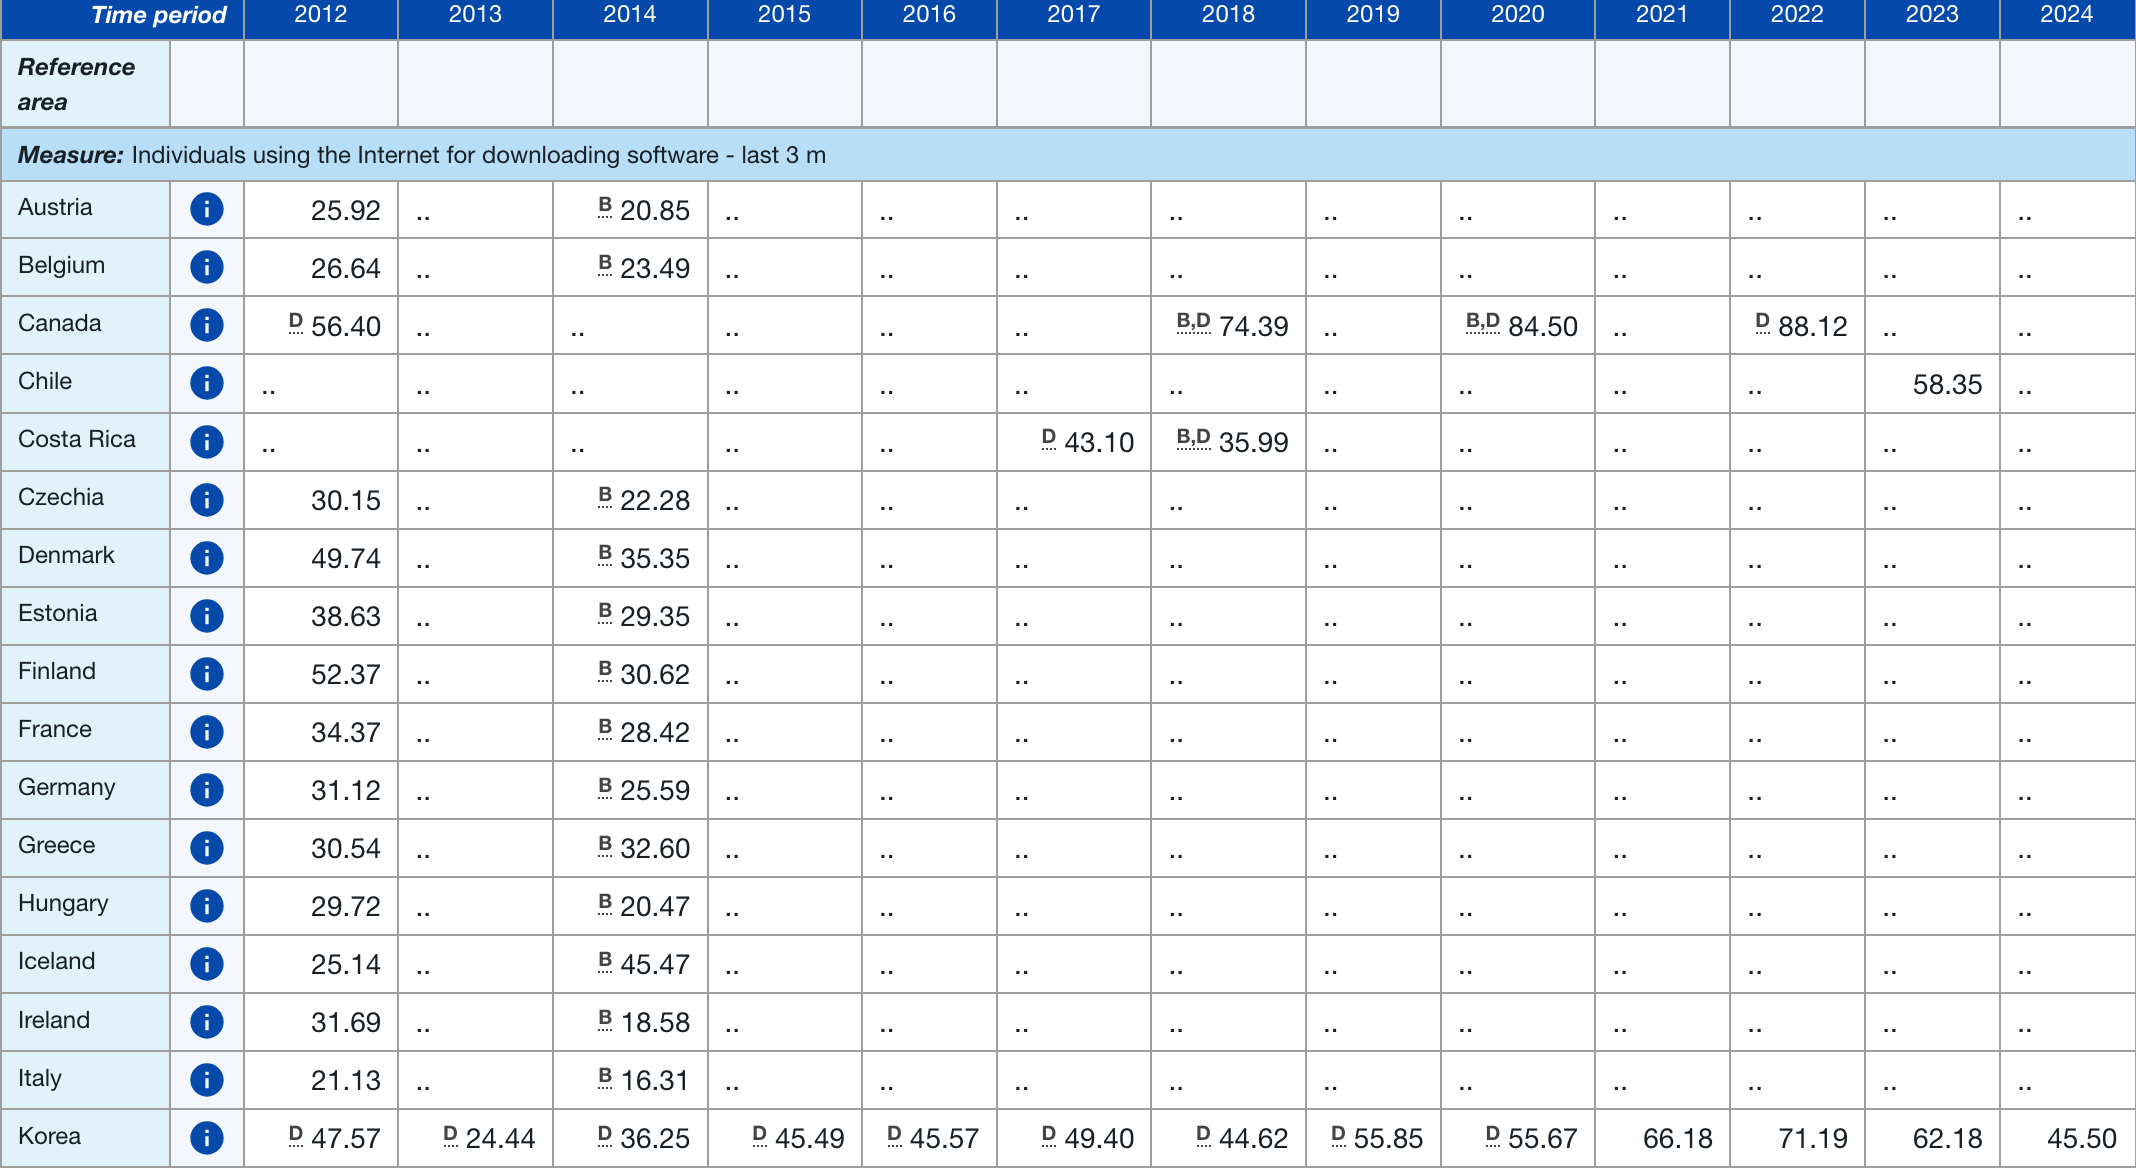 Time period 2012 2013 2014 2015 2016 2017 2018 2019 2020 2021 2022 2023 2024
Reference
area
Measure: Individuals using the Internet for downloading software - last 3 m
Austria i 25.92 .. B 20.85 .. .. .. .. .. .. .. .. .. ..
Belgium i 26.64 .. B 23.49 .. .. .. .. .. .. .. .. .. ..
Canada i D 56.40 .. .. .. .. .. B,D 74.39 .. B,D 84.50 .. D 88.12 .. ..
Chile i .. .. .. .. .. .. .. .. .. .. .. 58.35 ..
Costa Rica i .. .. .. .. .. D 43.10 B,D 35.99 .. .. .. .. .. ..
Czechia i 30.15 .. B 22.28 .. .. .. .. .. .. .. .. .. ..
Denmark i 49.74 .. B 35.35 .. .. .. .. .. .. .. .. .. ..
Estonia i 38.63 .. B 29.35 .. .. .. .. .. .. .. .. .. ..
Finland i 52.37 .. B 30.62 .. .. .. .. .. .. .. .. .. ..
France i 34.37 .. B 28.42 .. .. .. .. .. .. .. .. .. ..
Germany i 31.12 .. B 25.59 .. .. .. .. .. .. .. .. .. ..
Greece i 30.54 .. B 32.60 .. .. .. .. .. .. .. .. .. ..
Hungary i 29.72 .. B 20.47 .. .. .. .. .. .. .. .. .. ..
Iceland i 25.14 .. B 45.47 .. .. .. .. .. .. .. .. .. ..
Ireland i 31.69 .. B 18.58 .. .. .. .. .. .. .. .. .. ..
Italy i 21.13 .. B 16.31 .. .. .. .. .. .. .. .. .. ..
Korea i D 47.57 D 24.44 D 36.25 D 45.49 D 45.57 D 49.40 D 44.62 D 55.85 D 55.67 66.18 71.19 62.18 45.50